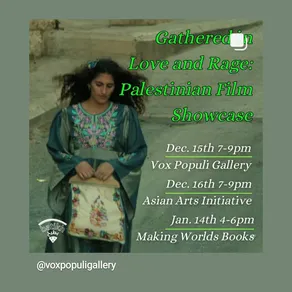 Gathered in
Love and Rage:
Palestinian Film
Showcase
Dec. 15th 7-9pm
Vox Populi Gallery
Dec. 16th 7-9pm
Asian Arts Initiative
Jan. 14th 4-6pm
Making Worlds Books
@voxpopuligallery